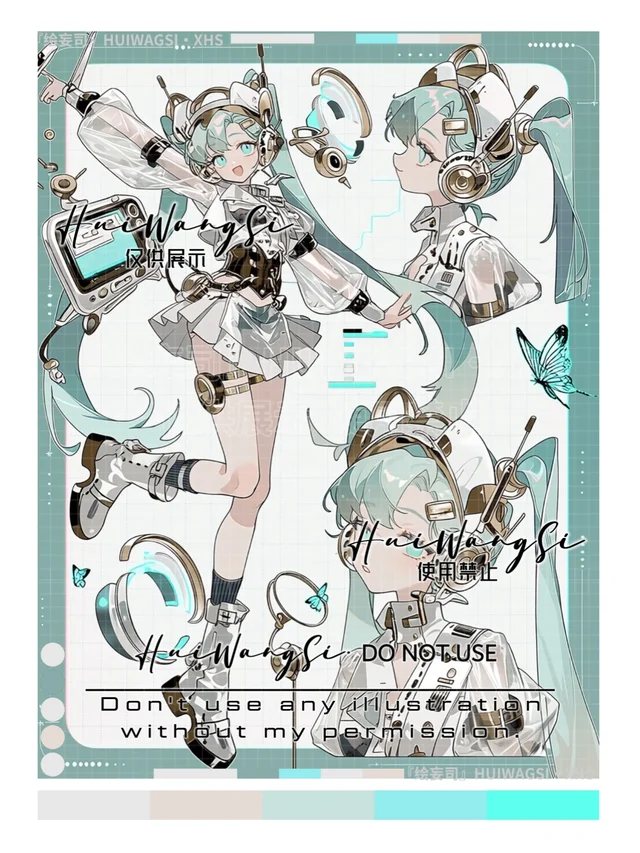 『绘妄司』HUIWAGSI・XHS
HuiWangSi
仅供展示
HuiWangSi
使用禁止
HuiWangSi DO NOT USE
Don't use any illustration
without my permission.
『绘妄司』HUIWAGSI・XHS